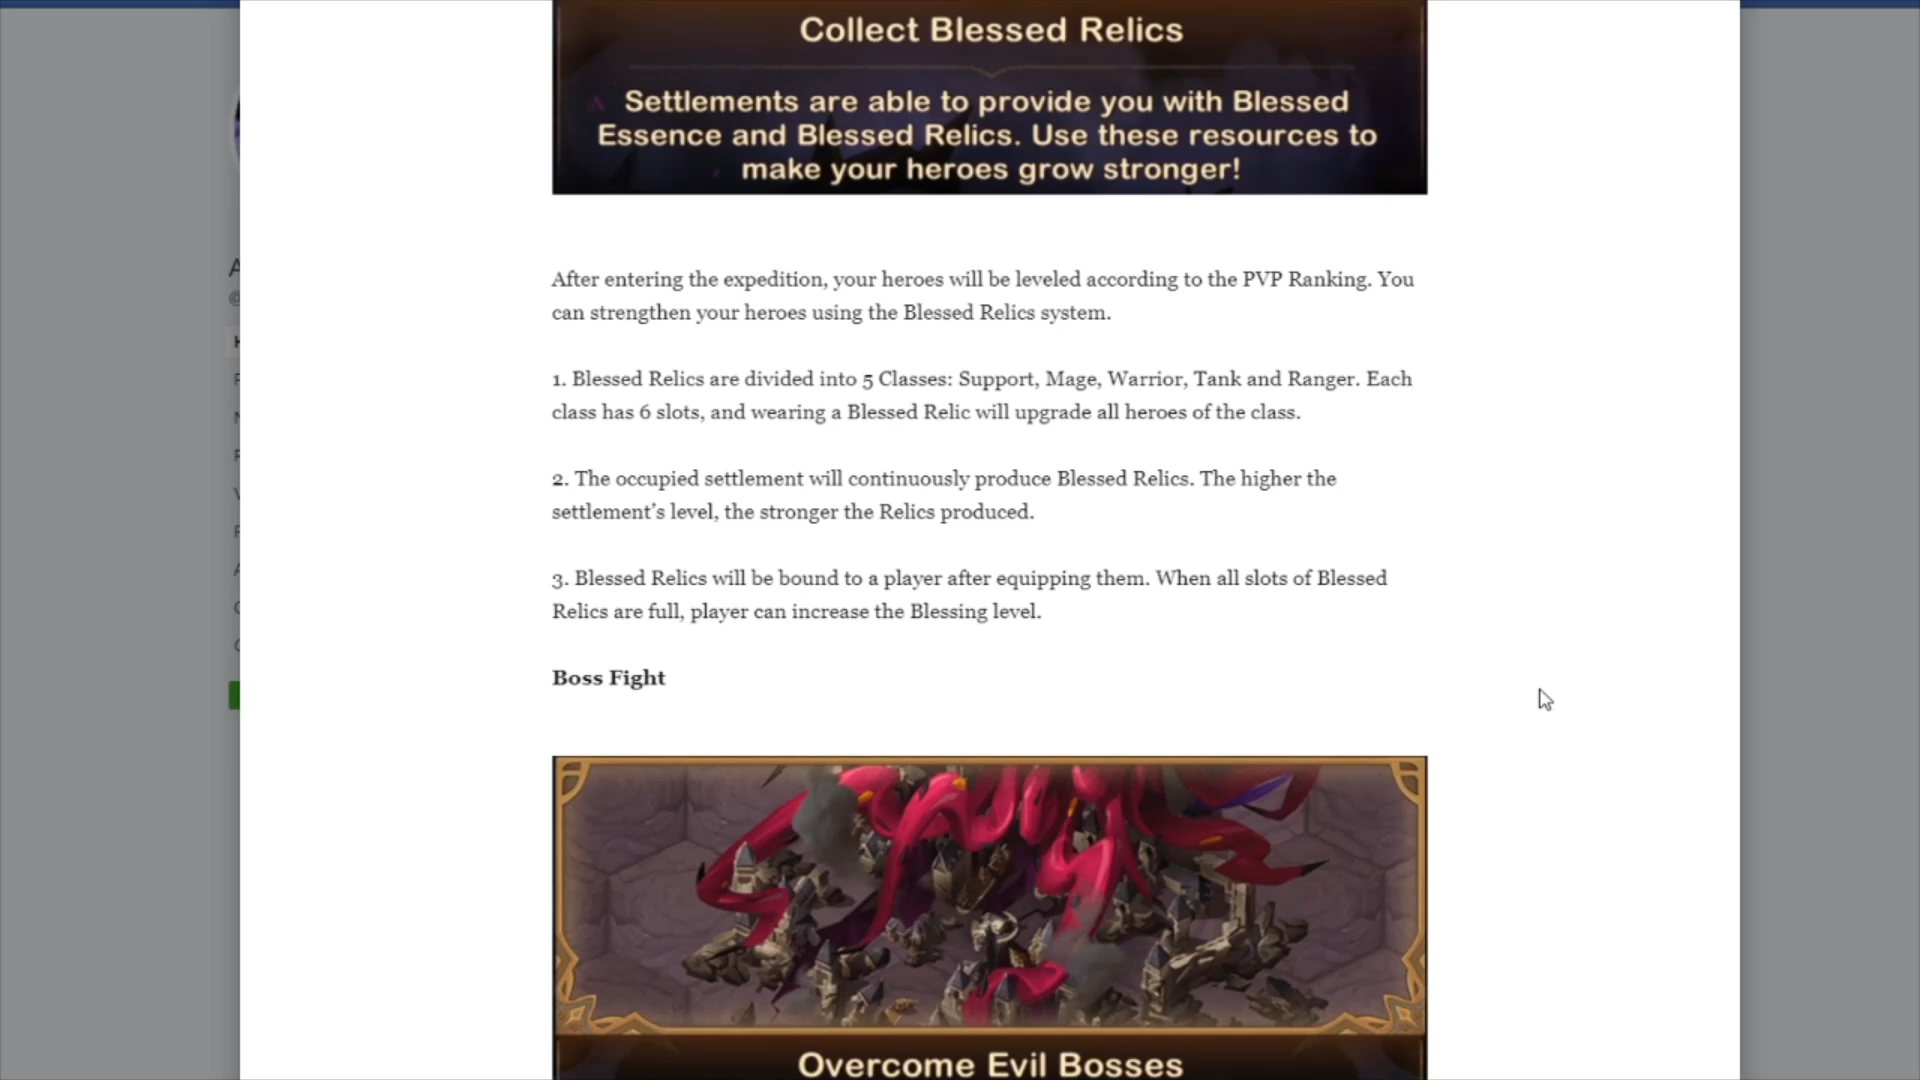 Collect Blessed Relics
Settlements are able to provide you with Blessed
Essence and Blessed Relics. Use these resources to
make your heroes grow stronger!
After entering the expedition, your heroes will be leveled according to the PVP Ranking. You
can strengthen your heroes using the Blessed Relics system.
1. Blessed Relics are divided into 5 Classes: Support, Mage, Warrior, Tank and Ranger. Each
class has 6 slots, and wearing a Blessed Relic will upgrade all heroes of the class.
2. The occupied settlement will continuously produce Blessed Relics. The higher the
settlement’s level, the stronger the Relics produced.
3. Blessed Relics will be bound to a player after equipping them. When all slots of Blessed
Relics are full, player can increase the Blessing level.
Boss Fight
Overcome Evil Bosses